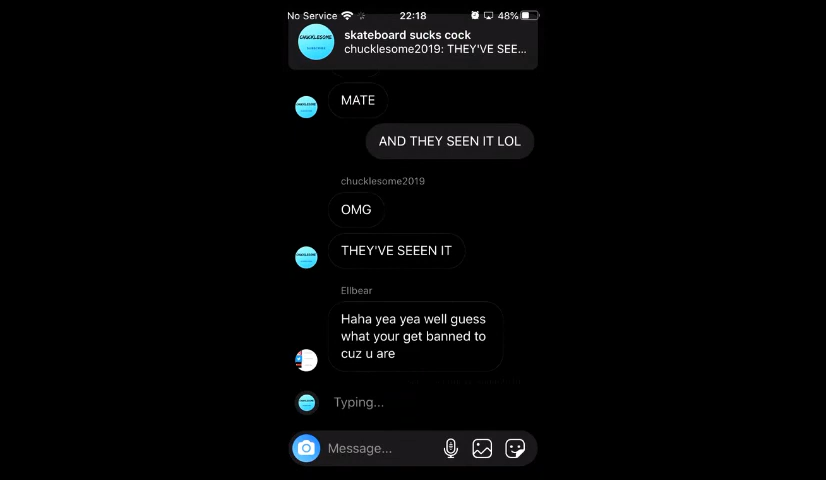 No Service 22:18 48%
skateboard sucks cock
chucklesome2019: THEY'VE SEE...
MATE
AND THEY SEEN IT LOL
chucklesome2019
OMG
THEY'VE SEEEN IT
Ellbear
Haha yea yea well guess
what your get banned to
cuz u are
Typing...
Message...